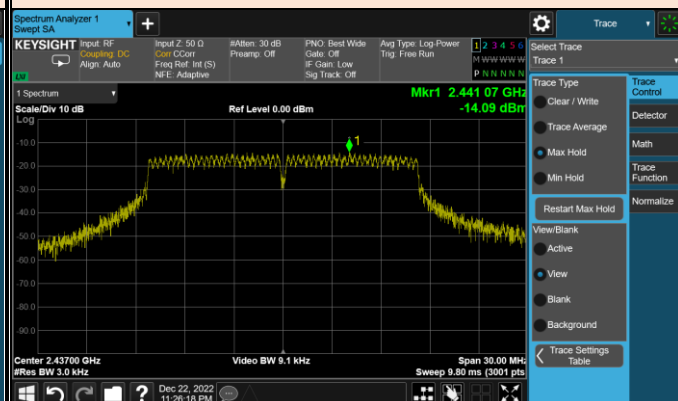 Spectrum Analyzer 1
Swept SA
Trace
KEYSIGHT
Input: RF
Coupling: DC
Align: Auto
Input Z: 50 Ω
Corr CCorr
Freq Ref: Int (S)
NFE: Adaptive
#Atten: 30 dB
Preamp: Off
PNO: Best Wide
Gate: Off
IF Gain: Low
Sig Track: Off
Avg Type: Log-Power
Trig: Free Run
1 2 3 4 5 6
M W W W W W
P N N N N N
Select Trace
Trace 1
LXI
1 Spectrum
Mkr1 2.441 07 GHz
Scale/Div 10 dB
Ref Level 0.00 dBm
-14.09 dBm
Log
1
-10.0
-20.0
-30.0
-40.0
-50.0
-60.0
-70.0
-80.0
-90.0
Center 2.43700 GHz
#Res BW 3.0 kHz
Video BW 9.1 kHz
Span 30.00 MHz
Sweep 9.80 ms (3001 pts
Trace Type
Clear / Write
Trace Average
Max Hold
Min Hold
Restart Max Hold
View/Blank
Active
View
Blank
Background
Trace Settings
Table
Trace
Control
Detector
Math
Trace
Function
Normalize
?
Dec 22, 2022
11:26:18 PM